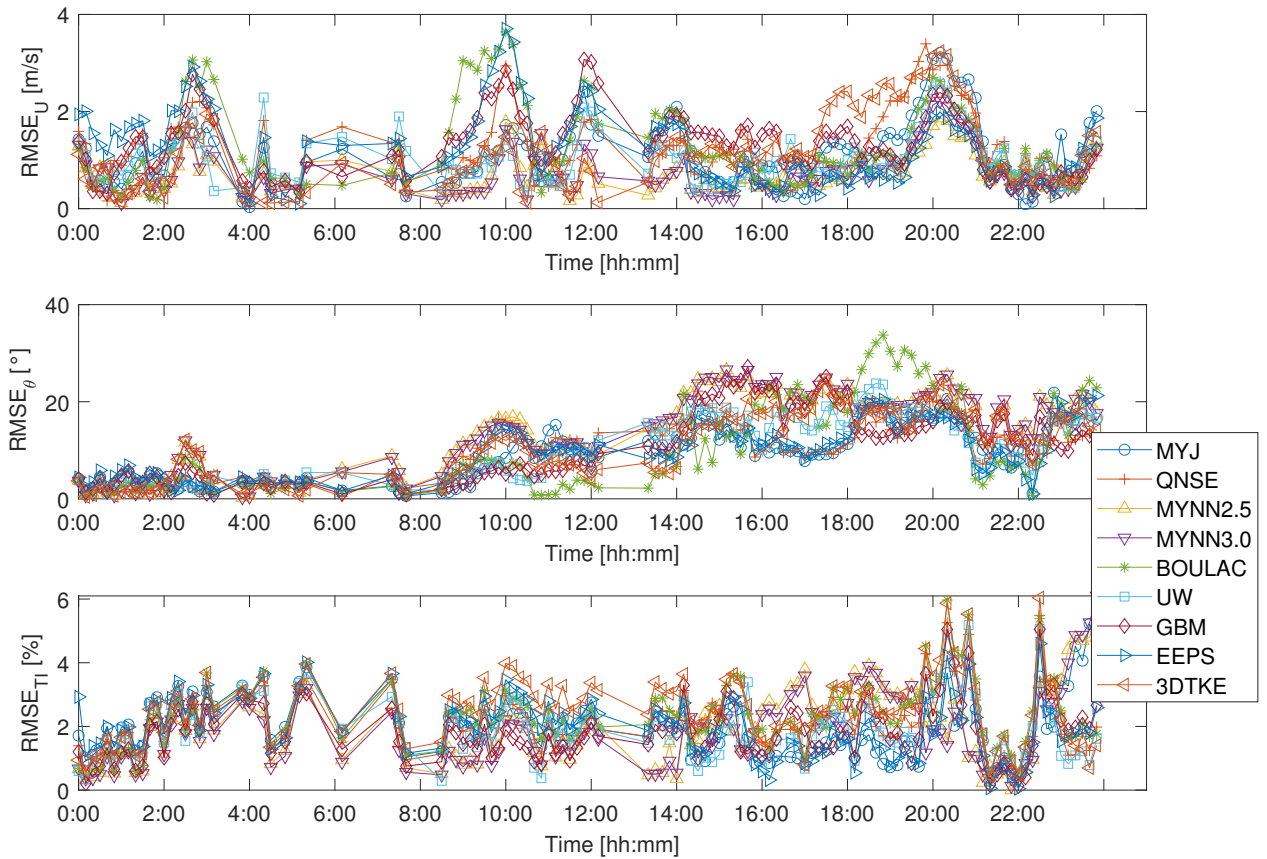 4
2
0
RMSE_U [m/s]
0:00 2:00 4:00 6:00 8:00 10:00 12:00 14:00 16:00 18:00 20:00 22:00
Time [hh:mm]
40
20
0
RMSE_θ [°]
0:00 2:00 4:00 6:00 8:00 10:00 12:00 14:00 16:00 18:00 20:00 22:00
Time [hh:mm]
MYJ
QNSE
MYNN2.5
MYNN3.0
BOULAC
UW
GBM
EEPS
3DTKE
6
4
2
0
RMSE_TI [%]
0:00 2:00 4:00 6:00 8:00 10:00 12:00 14:00 16:00 18:00 20:00 22:00
Time [hh:mm]